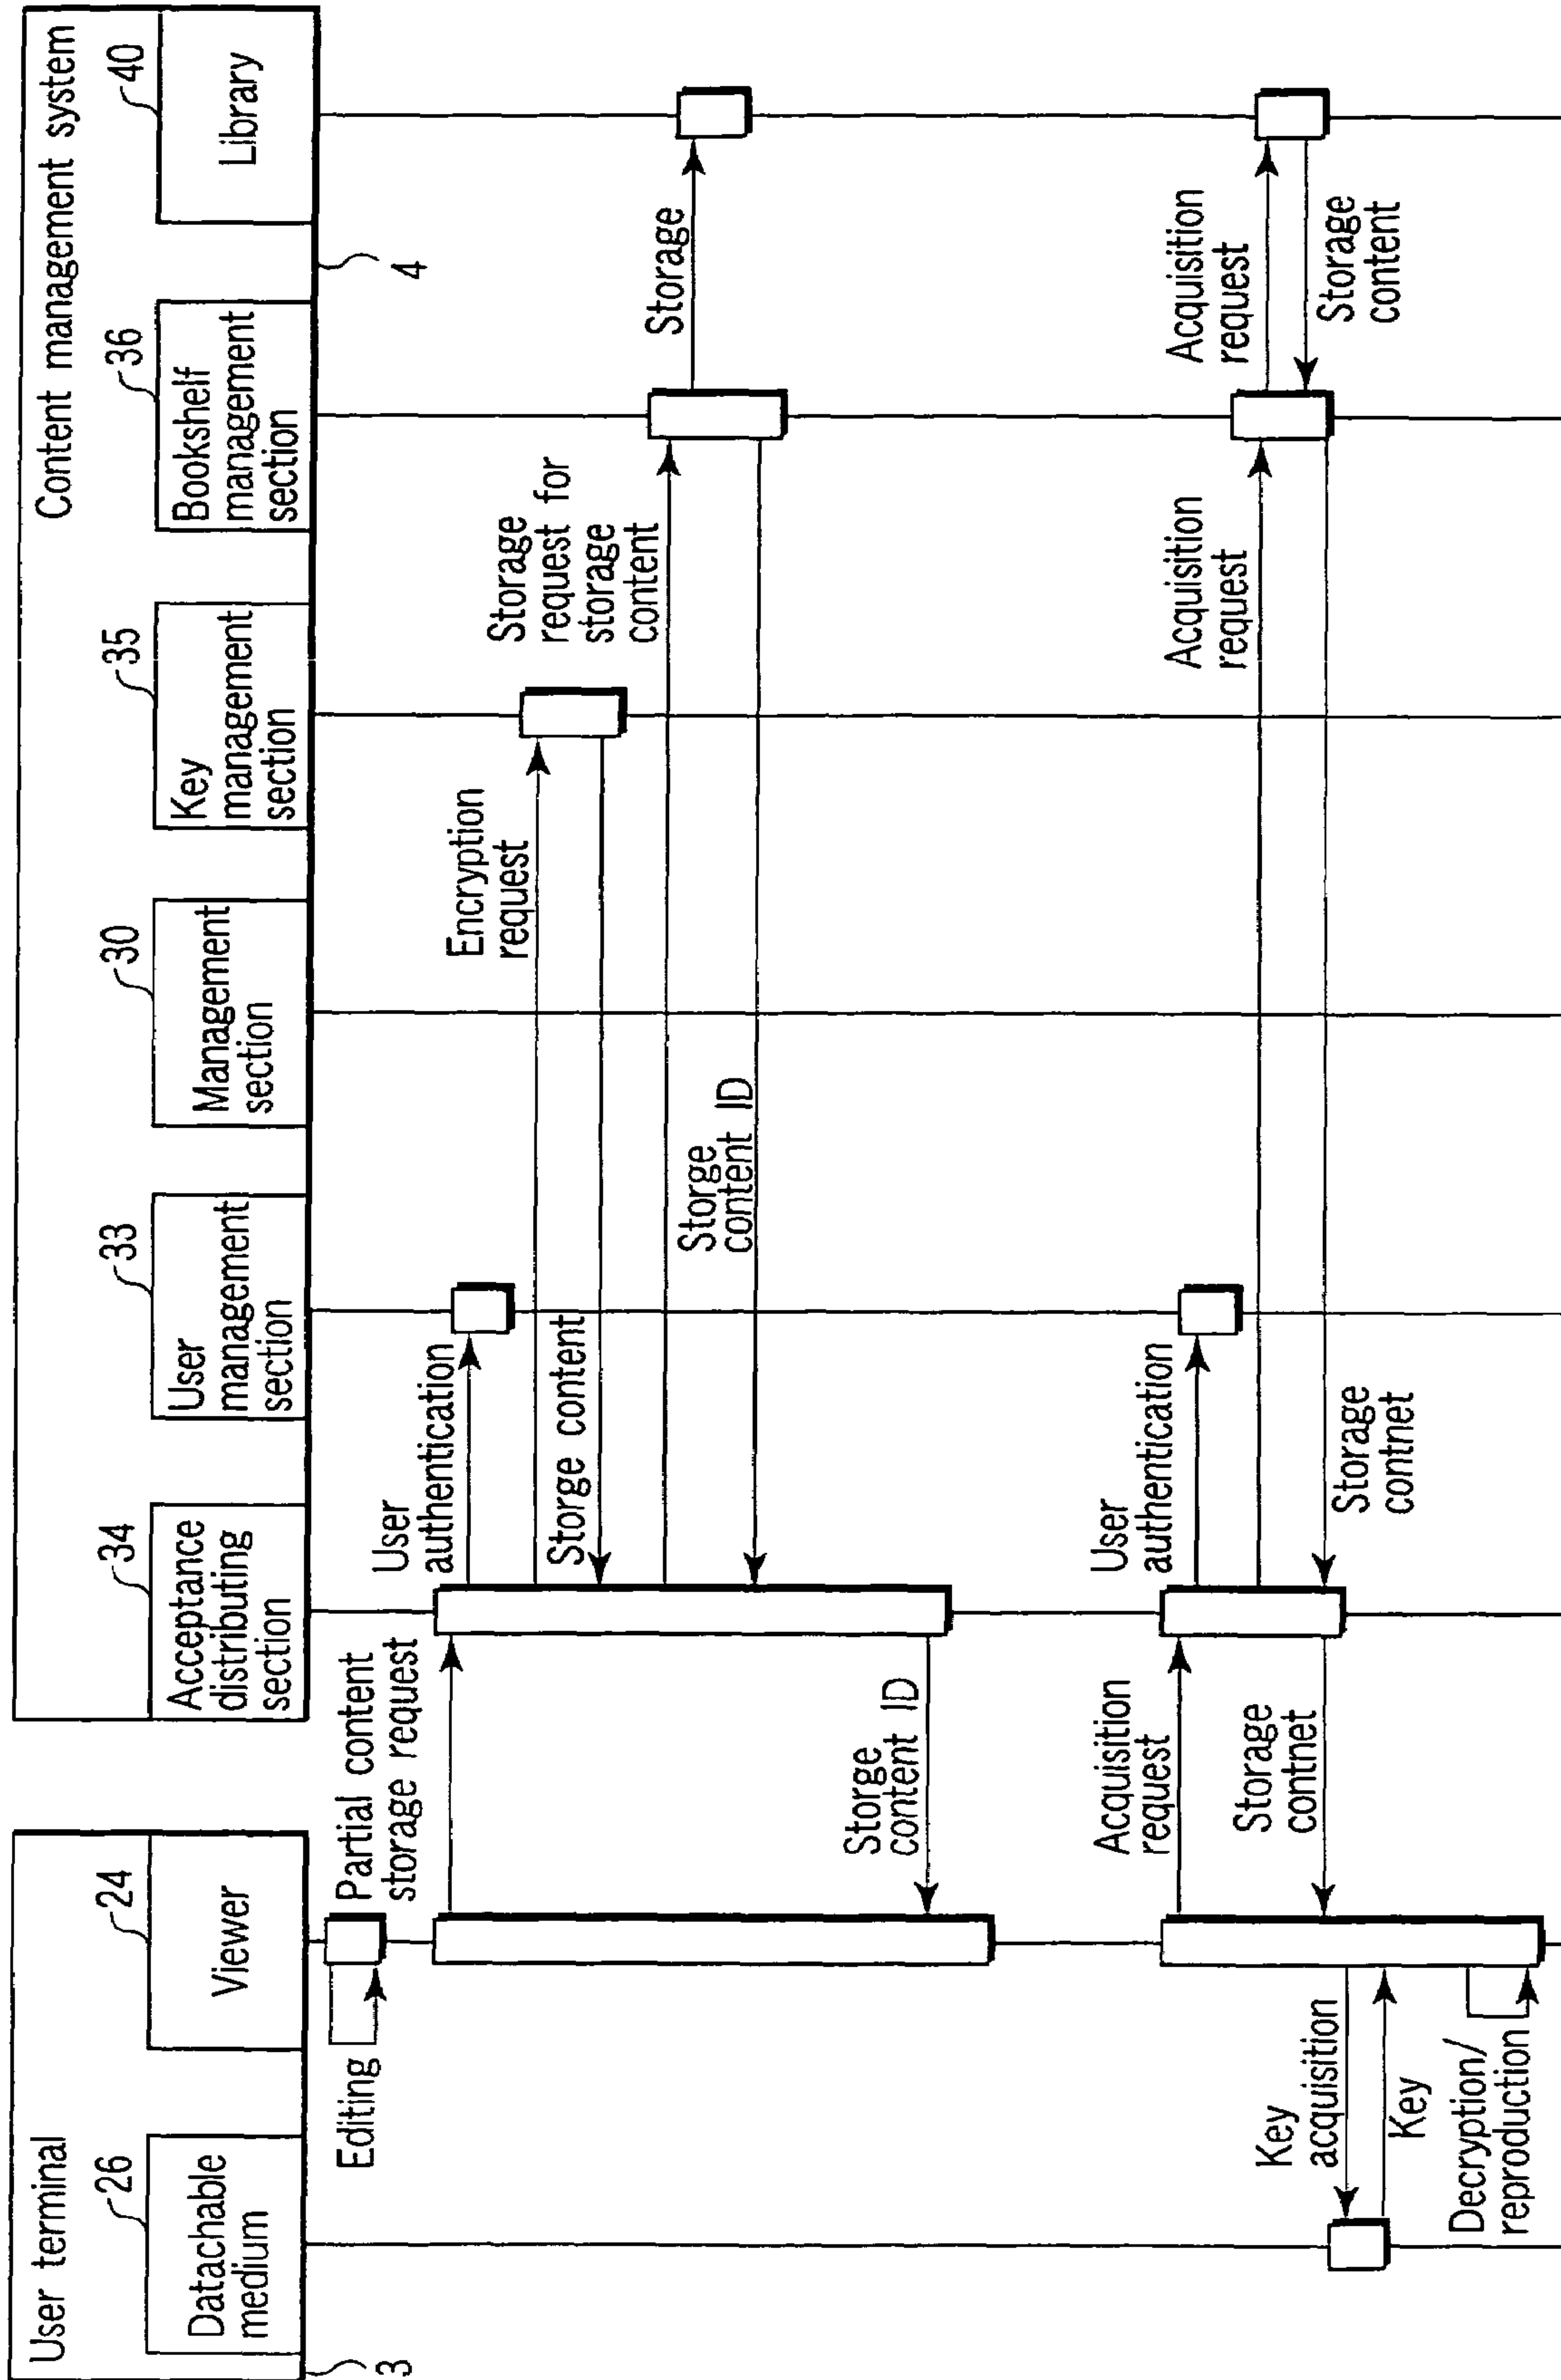 User terminal
26
Datachable
medium
24
Viewer
3
Content management system
34
Acceptance
distributing
section
33
User
management
section
30
Management
section
35
Key
management
section
36
Bookshelf
management
section
40
Library
4
Editing
Partial content
storage request
User
authentication
Encryption
request
Storge content
Storage
request for
storage
content
Storage
Storge
content ID
Storge
content ID
Acquisition
request
User
authentication
Acquisition
request
Acquisition
request
Storage
content
Storage
contnet
Storage
contnet
Key
acquisition
Key
Decryption/
reproduction